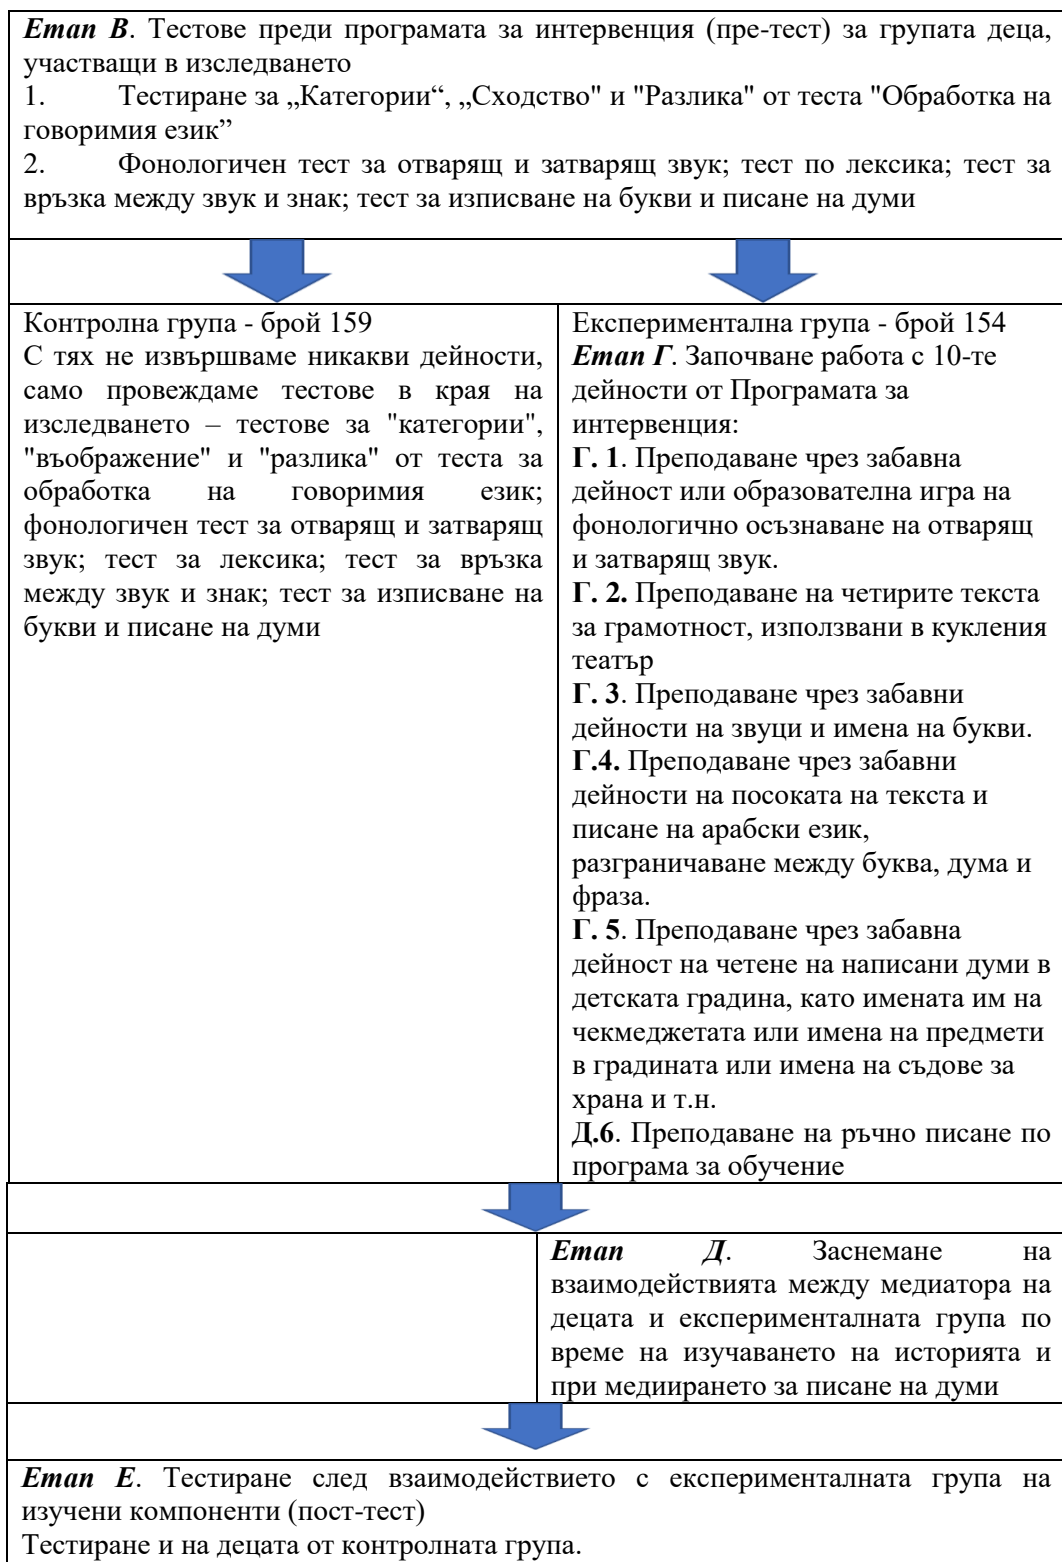 Етап В. Тестове преди програмата за интервенция (пре-тест) за групата деца,
участващи в изследването
1. Тестиране за „Категории“, „Сходство" и "Разлика" от теста "Обработка на
говоримия език”
2. Фонологичен тест за отварящ и затварящ звук; тест по лексика; тест за
връзка между звук и знак; тест за изписване на букви и писане на думи
Контролна група - брой 159
С тях не извършваме никакви дейности,
само провеждаме тестове в края на
изследването – тестове за "категории",
"въображение" и "разлика" от теста за
обработка на говоримия език;
фонологичен тест за отварящ и затварящ
звук; тест за лексика; тест за връзка
между звук и знак; тест за изписване на
букви и писане на думи
Експериментална група - брой 154
Етап Г. Започване работа с 10-те
дейности от Програмата за
интервенция:
Г. 1. Преподаване чрез забавна
дейност или образователна игра на
фонологично осъзнаване на отварящ
и затварящ звук.
Г. 2. Преподаване на четирите текста
за грамотност, използвани в кукления
театър
Г. 3. Преподаване чрез забавни
дейности на звуци и имена на букви.
Г.4. Преподаване чрез забавни
дейности на посоката на текста и
писане на арабски език,
разграничаване между буква, дума и
фраза.
Г. 5. Преподаване чрез забавна
дейност на четене на написани думи в
детската градина, като имената им на
чекмеджетата или имена на предмети
в градината или имена на съдове за
храна и т.н.
Д.6. Преподаване на ръчно писане по
програма за обучение
Етап Д. Заснемане на
взаимодействията между медиатора на
децата и експерименталната група по
време на изучаването на историята и
при медиирането за писане на думи
Етап Е. Тестиране след взаимодействието с експерименталната група на
изучени компоненти (пост-тест)
Тестиране и на децата от контролната група.